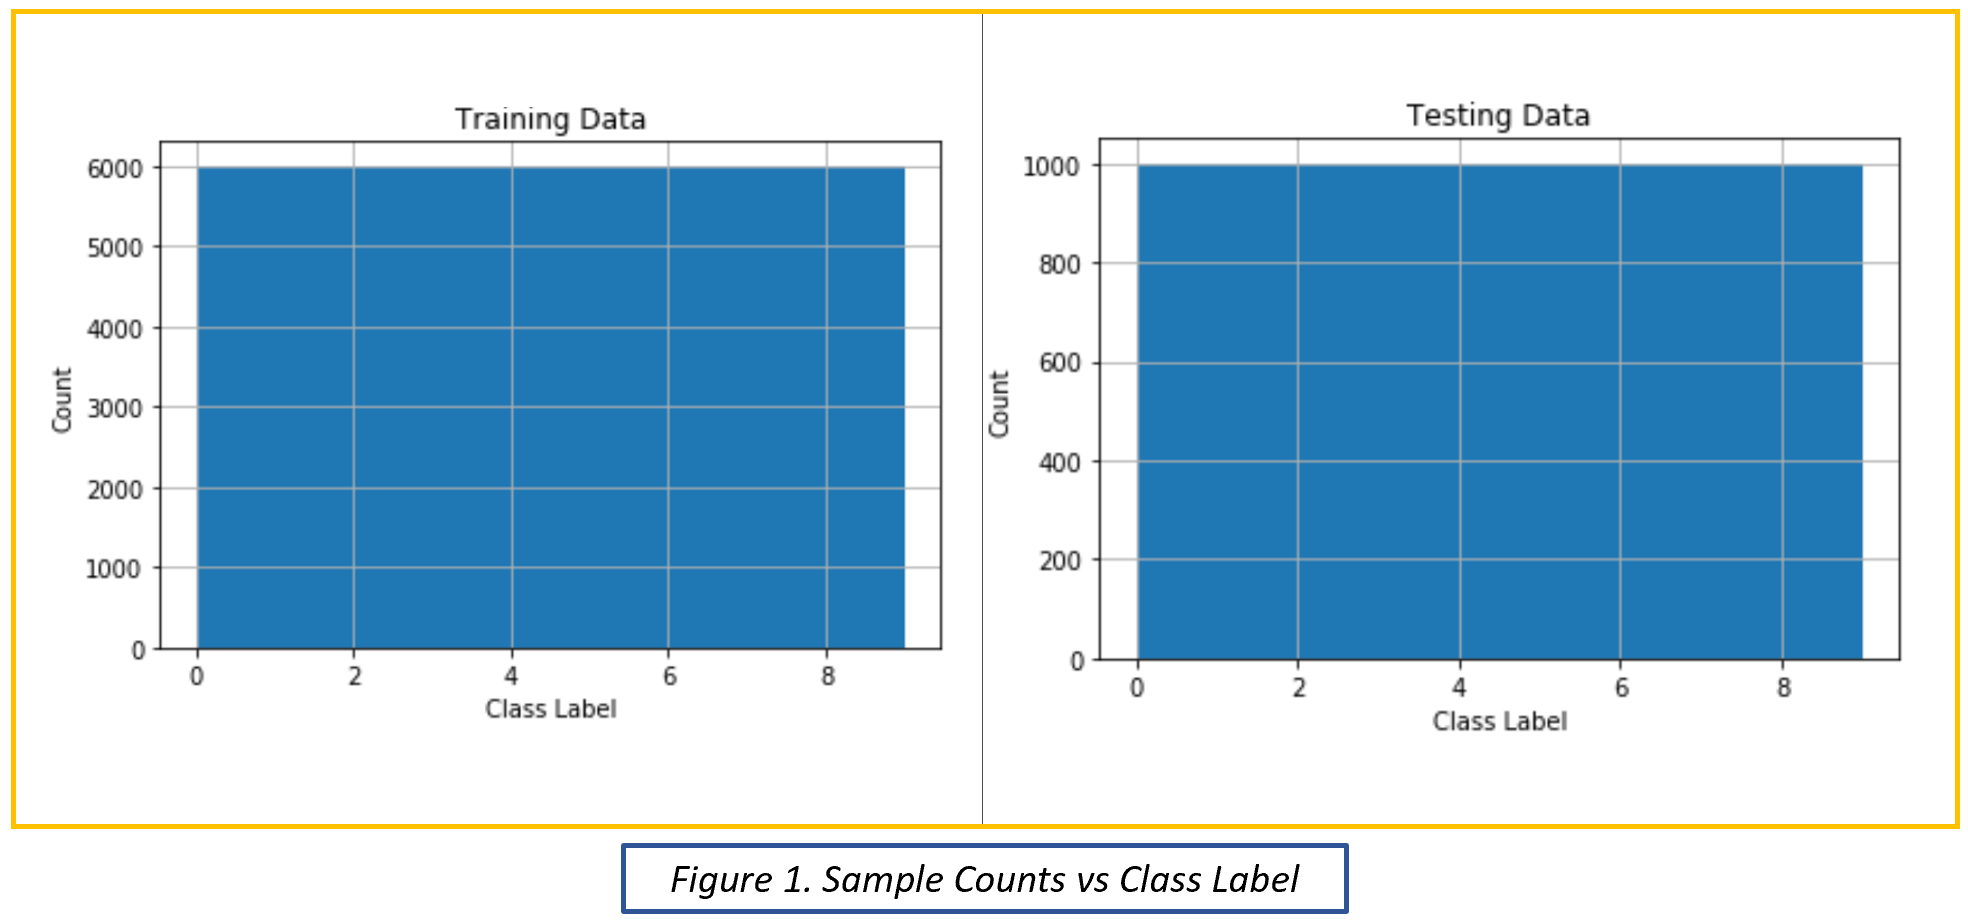 Training Data
6000
5000
4000
3000
2000
1000
0
Count
0 2 4 6 8
Class Label
Testing Data
1000
800
600
400
200
0
Count
0 2 4 6 8
Class Label
Figure 1. Sample Counts vs Class Label